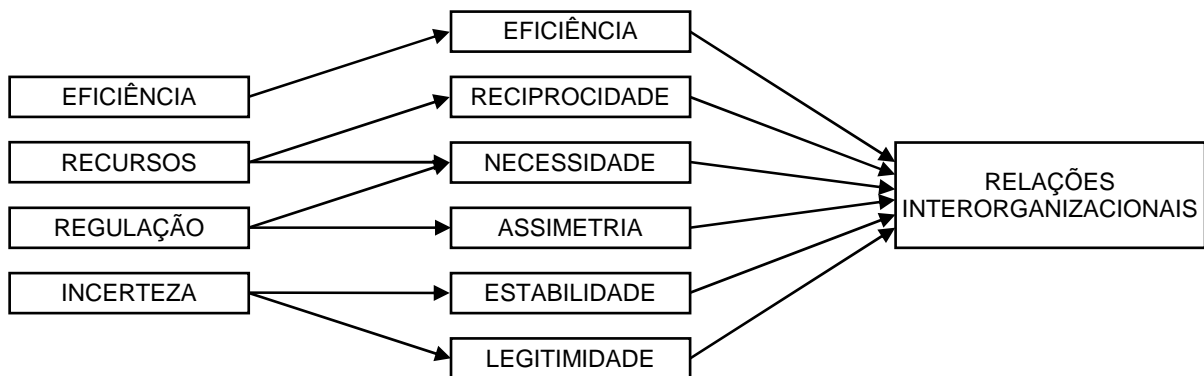 EFICIÊNCIA
RECURSOS
REGULAÇÃO
INCERTEZA
EFICIÊNCIA
RECIPROCIDADE
NECESSIDADE
ASSIMETRIA
ESTABILIDADE
LEGITIMIDADE
RELAÇÕES
INTERORGANIZACIONAIS